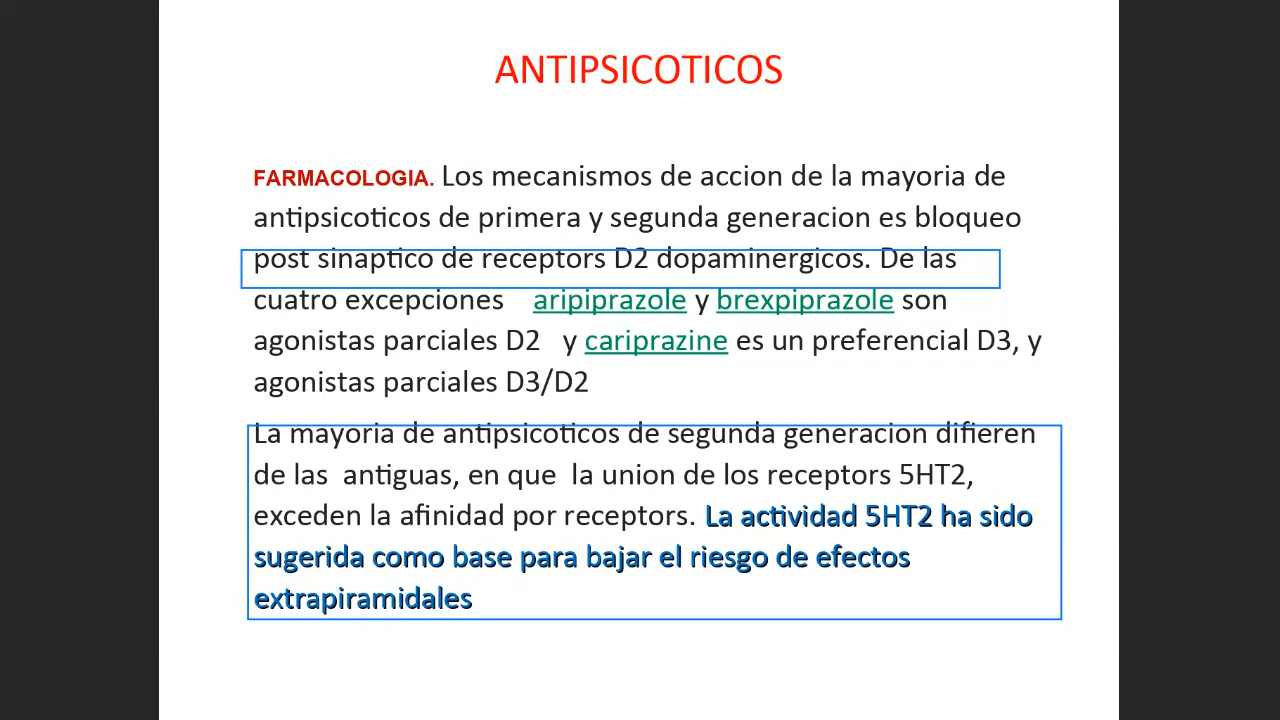 ANTIPSICOTICOS
FARMACOLOGIA. Los mecanismos de accion de la mayoria de
antipsicoticos de primera y segunda generacion es bloqueo
post sinaptico de receptors D2 dopaminergicos. De las
cuatro excepciones aripiprazole y brexpiprazole son
agonistas parciales D2 y cariprazine es un preferencial D3, y
agonistas parciales D3/D2
La mayoria de antipsicoticos de segunda generacion difieren
de las antiguas, en que la union de los receptors 5HT2,
exceden la afinidad por receptors. La actividad 5HT2 ha sido
sugerida como base para bajar el riesgo de efectos
extrapiramidales